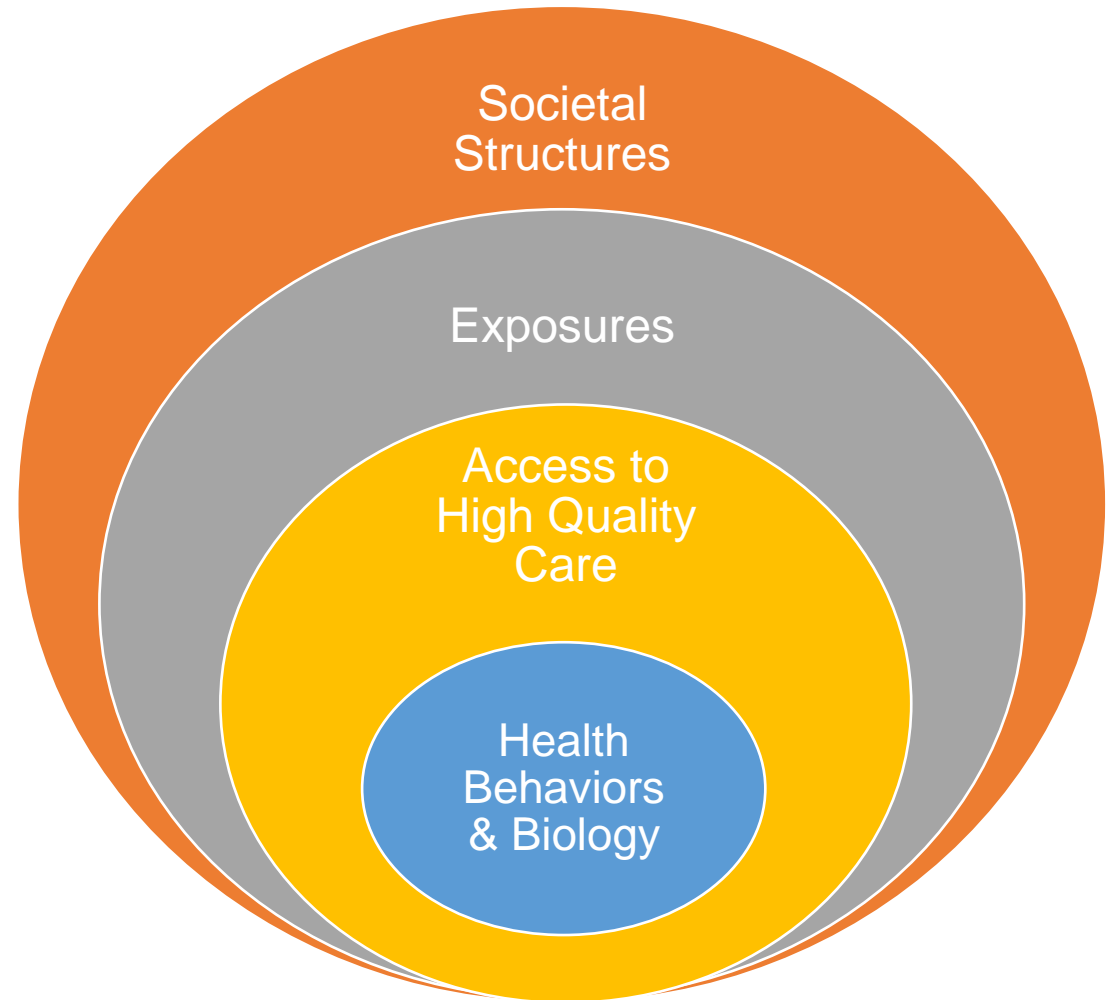 Societal
Structures
Exposures
Access to
High Quality
Care
Health
Behaviors
& Biology